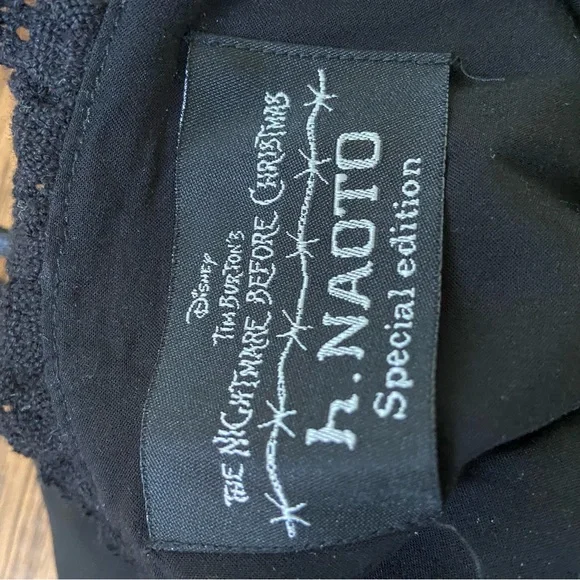 Disney
Tim Burton's
The Nightmare Before Christmas
h.NAOTO
Special edition